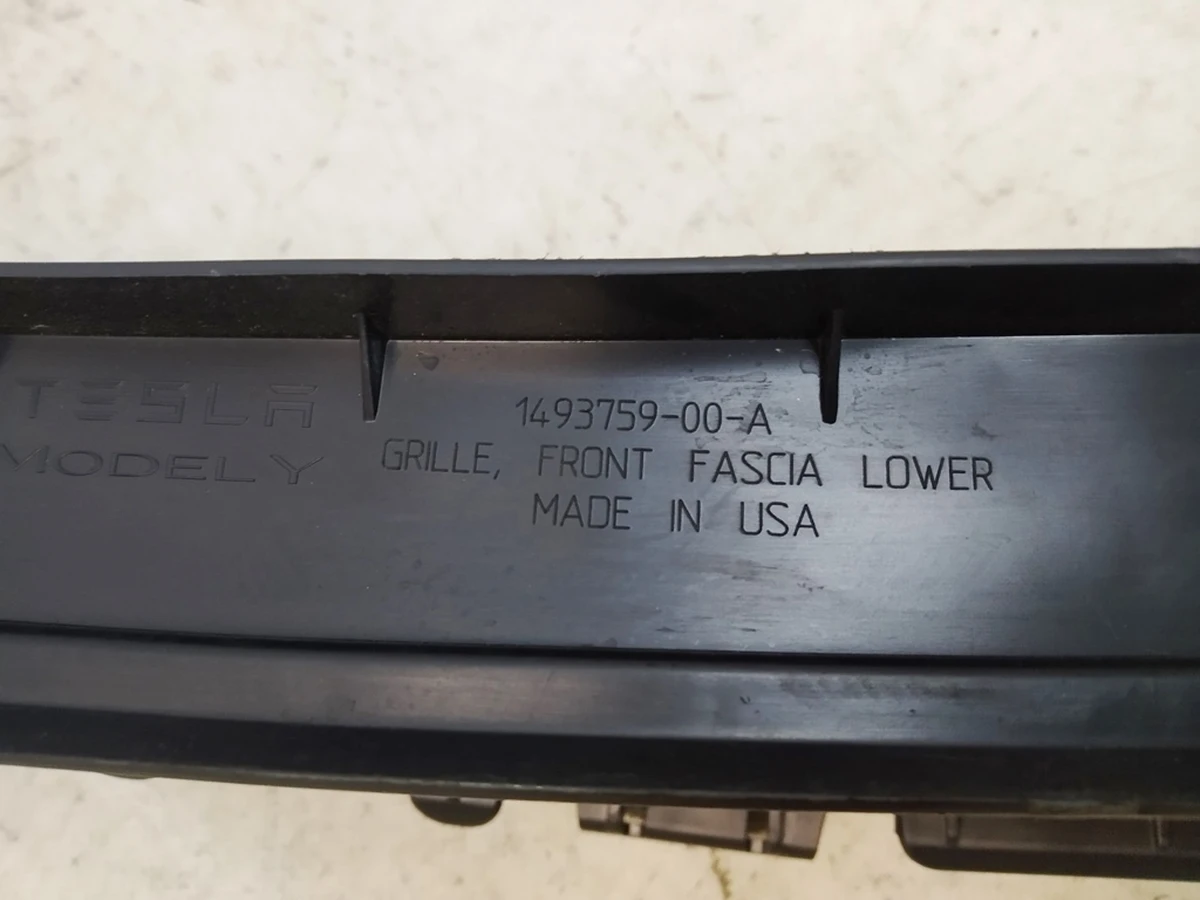 TESLA
MODEL Y
1493759-00-A
GRILLE, FRONT FASCIA LOWER
MADE IN USA